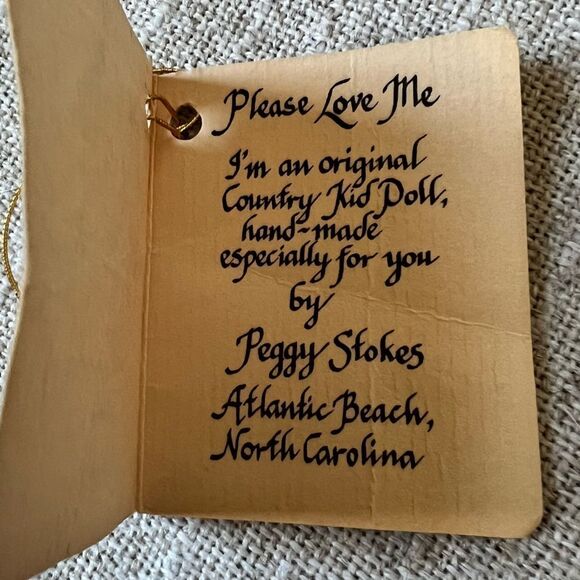 Please Love Me
I'm an original
Country Kid Doll,
hand-made
especially for you
by
Peggy Stokes
Atlantic Beach,
North Carolina